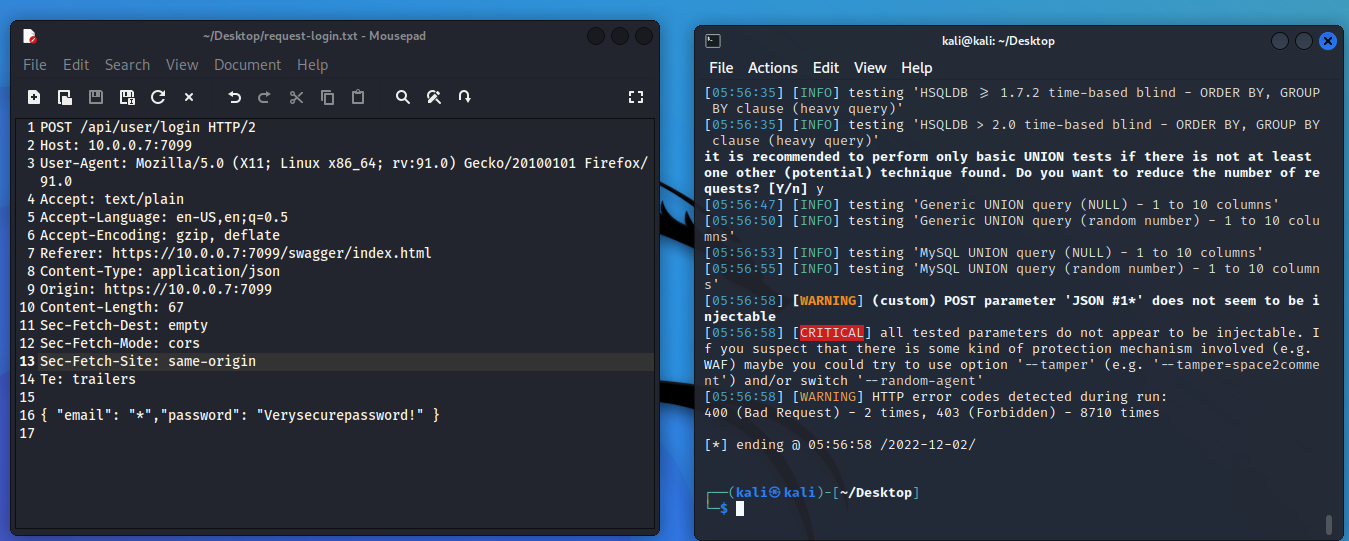 ~/Desktop/request-login.txt - Mousepad
File Edit Search View Document Help
1 POST /api/user/login HTTP/2
2 Host: 10.0.0.7:7099
3 User-Agent: Mozilla/5.0 (X11; Linux x86_64; rv:91.0) Gecko/20100101 Firefox/
91.0
4 Accept: text/plain
5 Accept-Language: en-US,en;q=0.5
6 Accept-Encoding: gzip, deflate
7 Referer: https://10.0.0.7:7099/swagger/index.html
8 Content-Type: application/json
9 Origin: https://10.0.0.7:7099
10 Content-Length: 67
11 Sec-Fetch-Dest: empty
12 Sec-Fetch-Mode: cors
13 Sec-Fetch-Site: same-origin
14 Te: trailers
15
16 { "email": "*","password": "Verysecurepassword!" }
17
kali@kali: ~/Desktop
File Actions Edit View Help
[05:56:35] [INFO] testing 'HSQLDB ≥ 1.7.2 time-based blind - ORDER BY, GROUP
BY clause (heavy query)'
[05:56:35] [INFO] testing 'HSQLDB > 2.0 time-based blind - ORDER BY, GROUP BY
clause (heavy query)'
it is recommended to perform only basic UNION tests if there is not at least
one other (potential) technique found. Do you want to reduce the number of re
quests? [Y/n] y
[05:56:47] [INFO] testing 'Generic UNION query (NULL) - 1 to 10 columns'
[05:56:50] [INFO] testing 'Generic UNION query (random number) - 1 to 10 colu
mns'
[05:56:53] [INFO] testing 'MySQL UNION query (NULL) - 1 to 10 columns'
[05:56:55] [INFO] testing 'MySQL UNION query (random number) - 1 to 10 column
s'
[05:56:58] [WARNING] (custom) POST parameter 'JSON #1*' does not seem to be i
njectable
[05:56:58] [CRITICAL] all tested parameters do not appear to be injectable. I
f you suspect that there is some kind of protection mechanism involved (e.g.
WAF) maybe you could try to use option '--tamper' (e.g. '--tamper=space2comme
nt') and/or switch '--random-agent'
[05:56:58] [WARNING] HTTP error codes detected during run:
400 (Bad Request) - 2 times, 403 (Forbidden) - 8710 times
[*] ending @ 05:56:58 /2022-12-02/
┌──(kali㉿kali)-[~/Desktop]
└─$